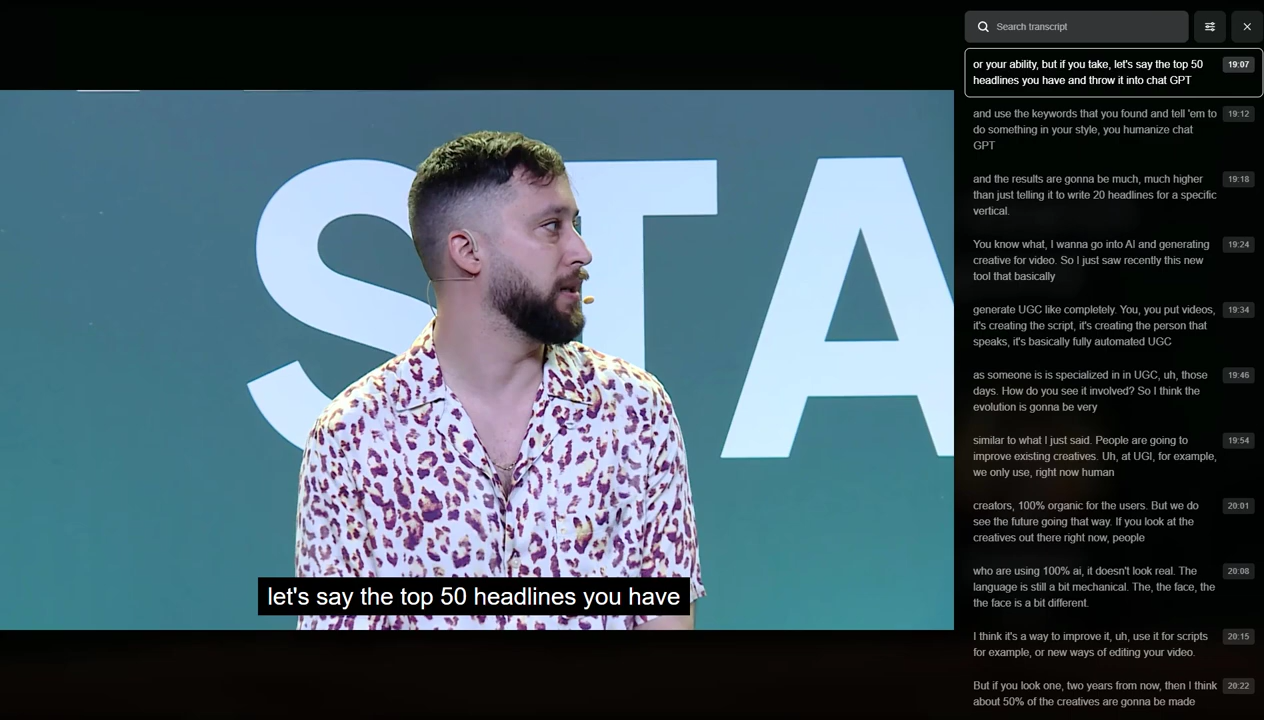 STA
let's say the top 50 headlines you have
Search transcript
or your ability, but if you take, let's say the top 50
headlines you have and throw it into chat GPT
19:07
and use the keywords that you found and tell 'em to
do something in your style, you humanize chat
GPT
19:12
and the results are gonna be much, much higher
than just telling it to write 20 headlines for a specific
vertical.
19:18
You know what, I wanna go into AI and generating
creative for video. So I just saw recently this new
tool that basically
19:24
generate UGC like completely. You, you put videos,
it's creating the script, it's creating the person that
speaks, it's basically fully automated UGC
19:34
as someone is is specialized in in UGC, uh, those
days. How do you see it involved? So I think the
evolution is gonna be very
19:46
similar to what I just said. People are going to
improve existing creatives. Uh, at UGI, for example,
we only use, right now human
19:54
creators, 100% organic for the users. But we do
see the future going that way. If you look at the
creatives out there right now, people
20:01
who are using 100% ai, it doesn't look real. The
language is still a bit mechanical. The, the face, the
the face is a bit different.
20:08
I think it's a way to improve it, uh, use it for scripts
for example, or new ways of editing your video.
20:15
But if you look one, two years from now, then I think
about 50% of the creatives are gonna be made
20:22